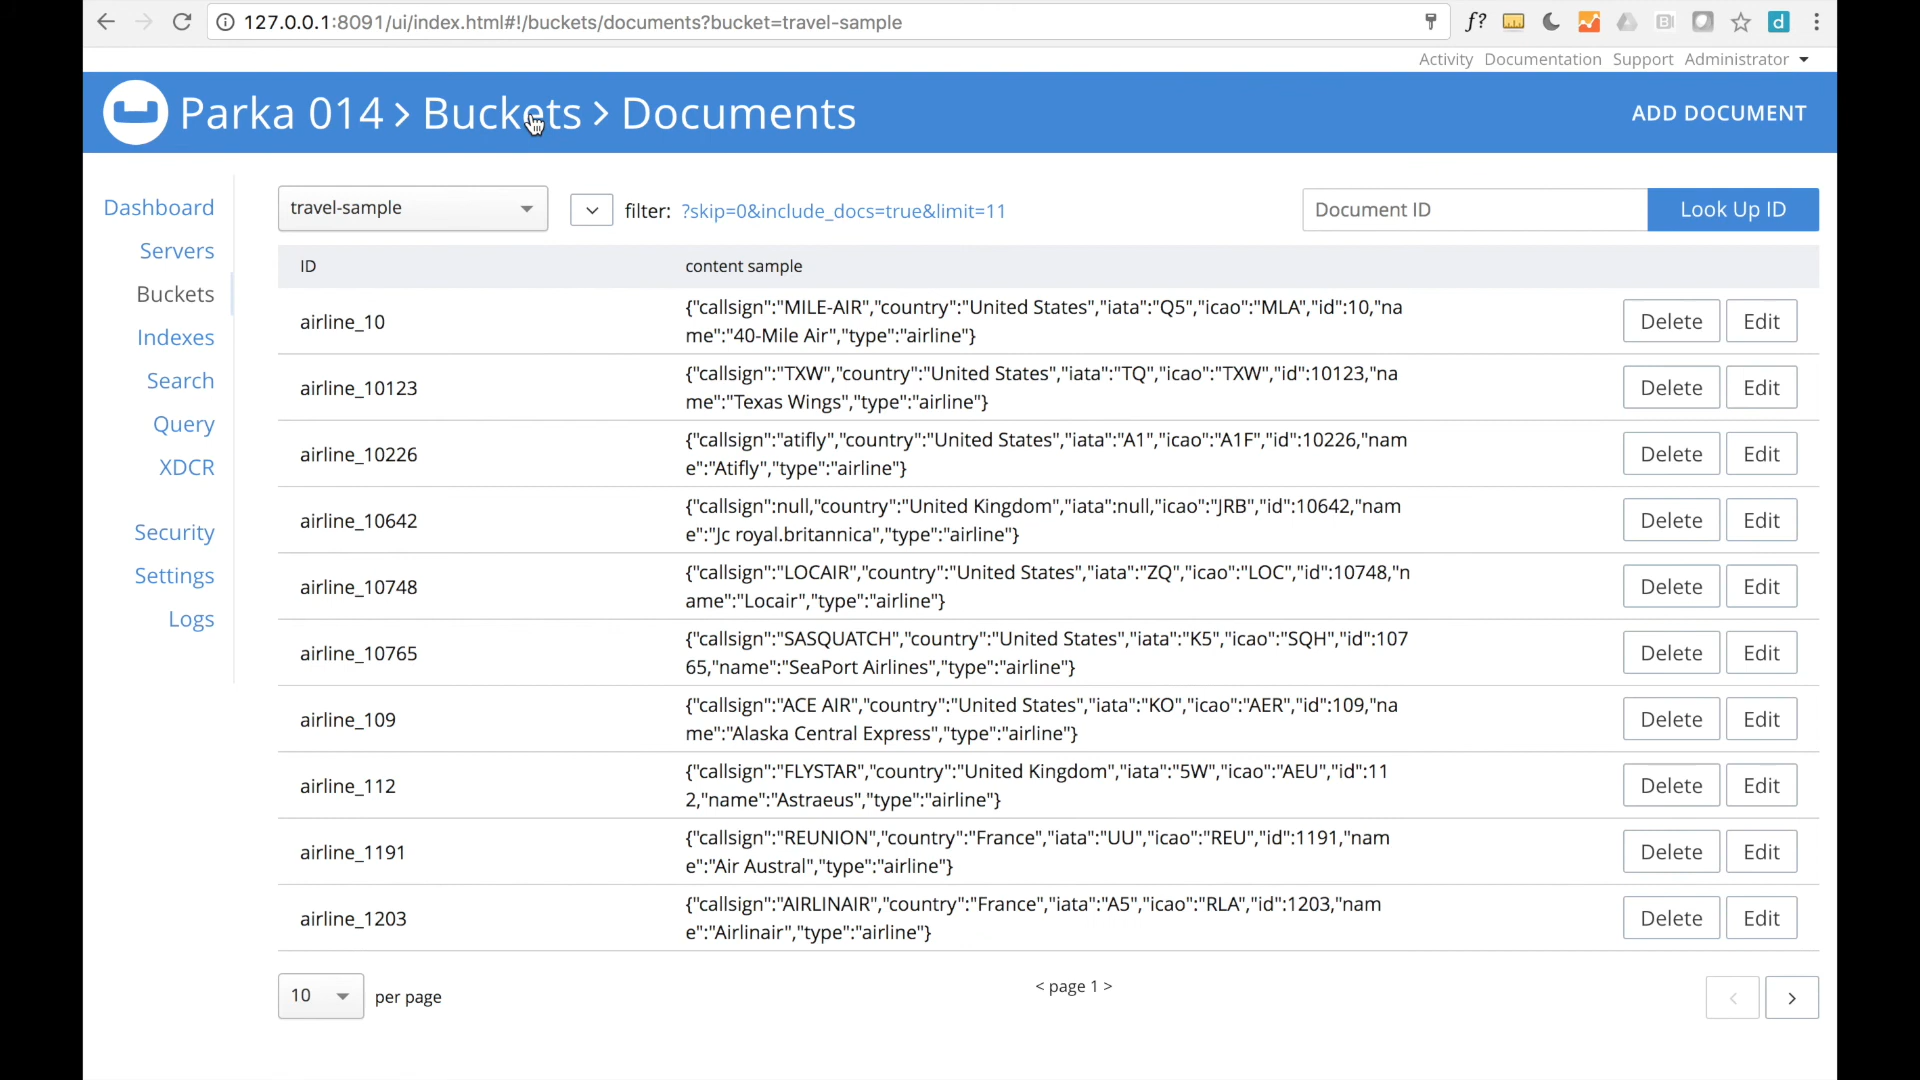 127.0.0.1:8091/ui/index.html#!/buckets/documents?bucket=travel-sample
f?
B
d
Activity Documentation Support Administrator
Parka 014 > Buckets > Documents
ADD DOCUMENT
Dashboard
Servers
Buckets
Indexes
Search
Query
XDCR
Security
Settings
Logs
travel-sample
filter: ?skip=0&include_docs=true&limit=11
Document ID
Look Up ID
ID content sample
airline_10
{"callsign":"MILE-AIR","country":"United States","iata":"Q5","icao":"MLA","id":10,"na
me":"40-Mile Air","type":"airline"}
Delete Edit
airline_10123
{"callsign":"TXW","country":"United States","iata":"TQ","icao":"TXW","id":10123,"na
me":"Texas Wings","type":"airline"}
Delete Edit
airline_10226
{"callsign":"atifly","country":"United States","iata":"A1","icao":"A1F","id":10226,"nam
e":"Atifly","type":"airline"}
Delete Edit
airline_10642
{"callsign":null,"country":"United Kingdom","iata":null,"icao":"JRB","id":10642,"nam
e":"Jc royal.britannica","type":"airline"}
Delete Edit
airline_10748
{"callsign":"LOCAIR","country":"United States","iata":"ZQ","icao":"LOC","id":10748,"n
ame":"Locair","type":"airline"}
Delete Edit
airline_10765
{"callsign":"SASQUATCH","country":"United States","iata":"K5","icao":"SQH","id":107
65,"name":"SeaPort Airlines","type":"airline"}
Delete Edit
airline_109
{"callsign":"ACE AIR","country":"United States","iata":"KO","icao":"AER","id":109,"na
me":"Alaska Central Express","type":"airline"}
Delete Edit
airline_112
{"callsign":"FLYSTAR","country":"United Kingdom","iata":"5W","icao":"AEU","id":11
2,"name":"Astraeus","type":"airline"}
Delete Edit
airline_1191
{"callsign":"REUNION","country":"France","iata":"UU","icao":"REU","id":1191,"nam
e":"Air Austral","type":"airline"}
Delete Edit
airline_1203
{"callsign":"AIRLINAIR","country":"France","iata":"A5","icao":"RLA","id":1203,"nam
e":"Airlinair","type":"airline"}
Delete Edit
10 per page
< page 1 >